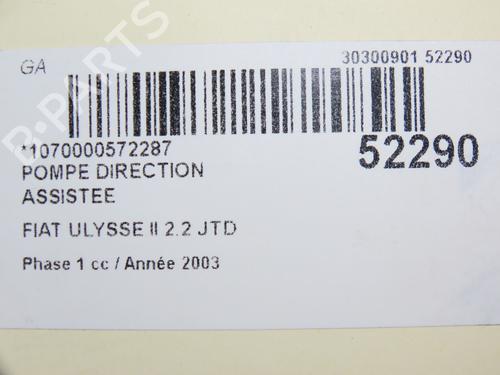 GA
30300901 52290
*1070000572287
52290
POMPE DIRECTION
ASSISTEE
FIAT ULYSSE II 2.2 JTD
Phase 1 cc / Année 2003
B-PARTS